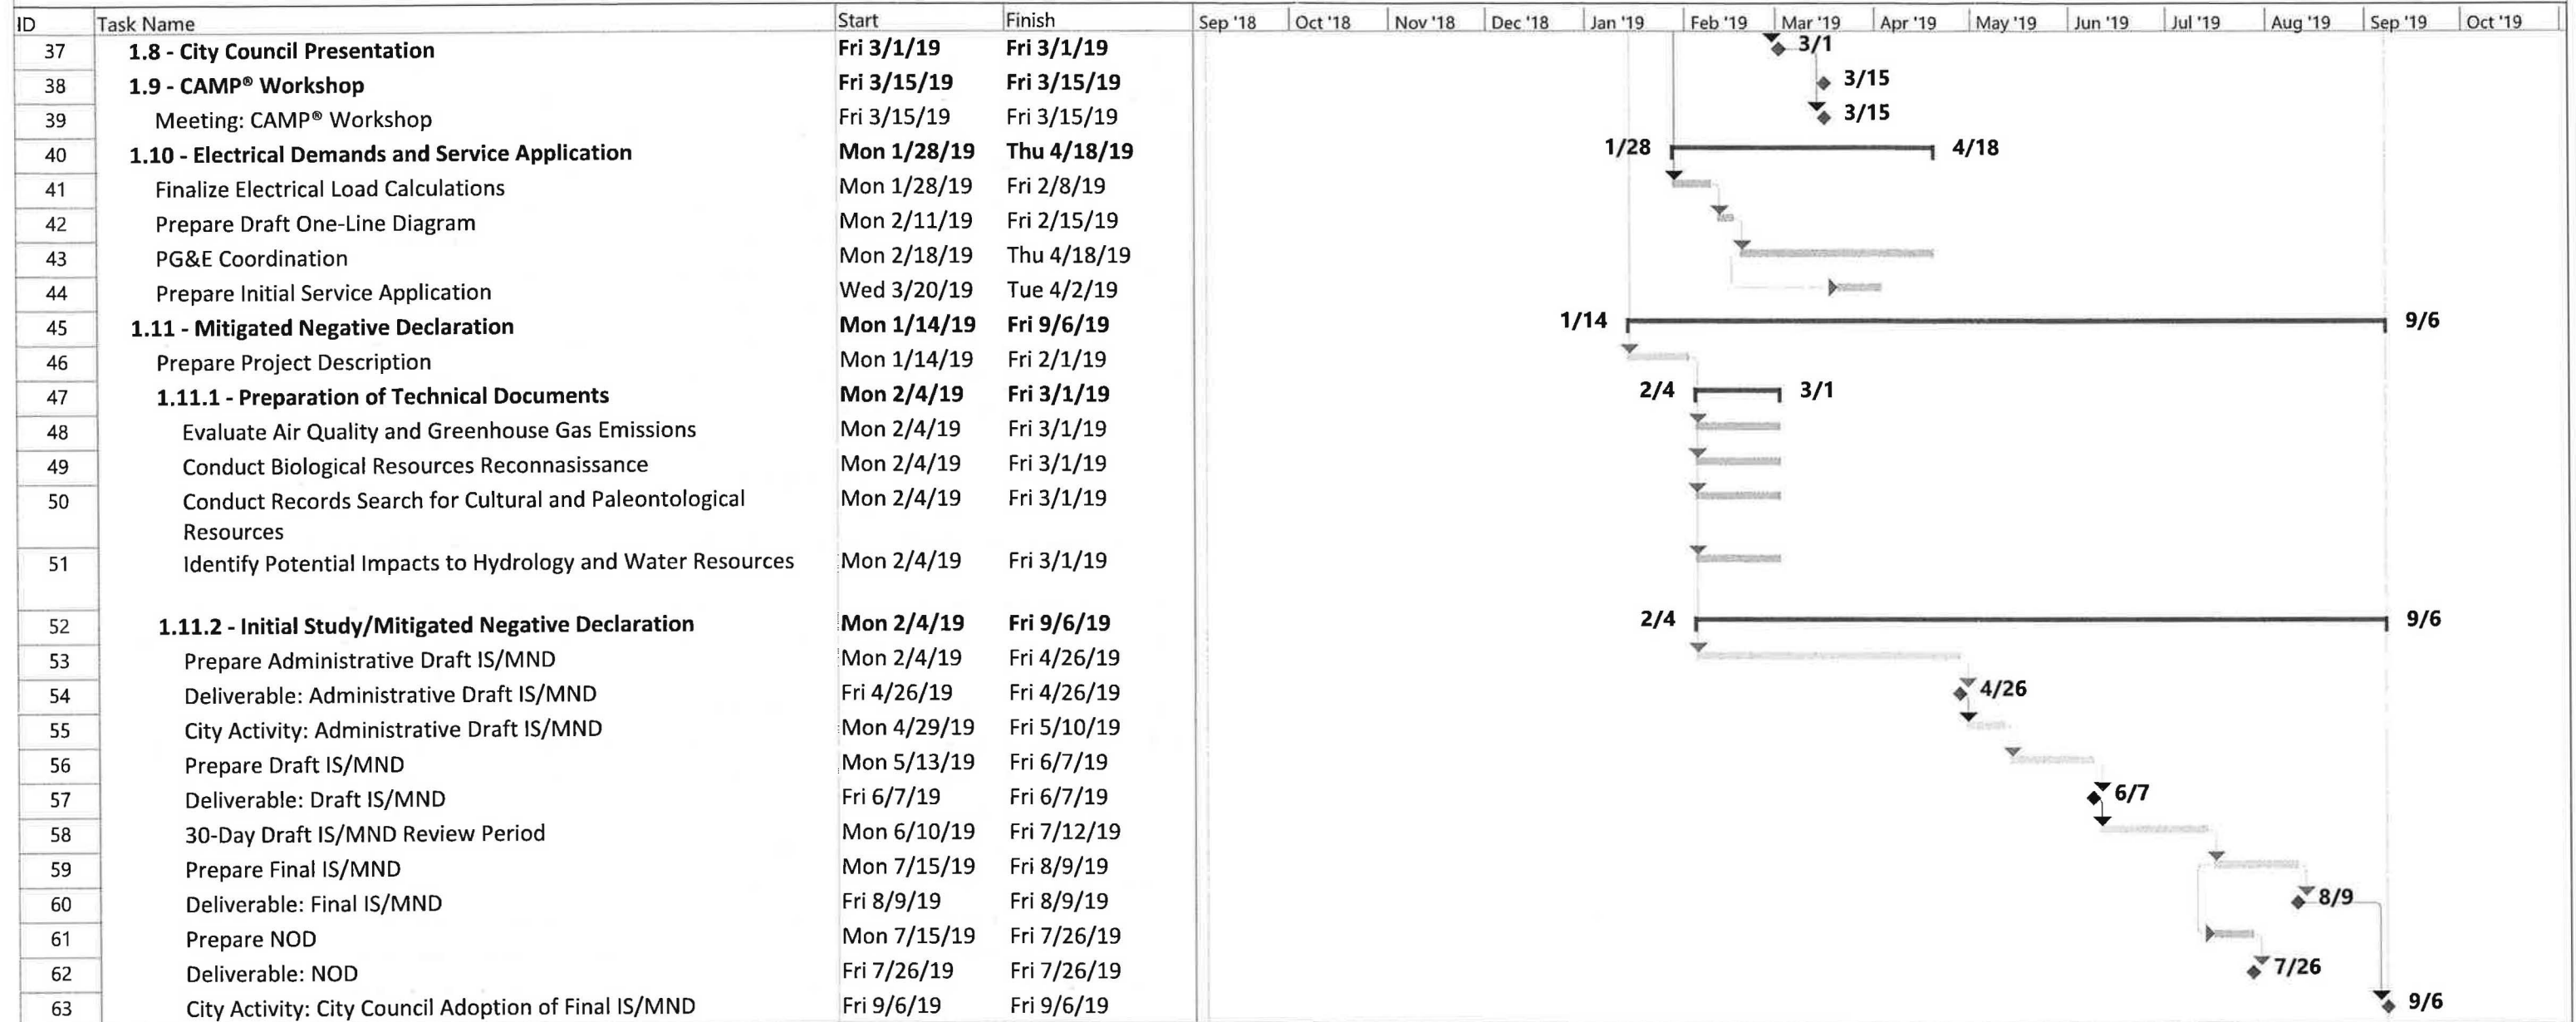 ID Task Name Start Finish Sep '18 Oct '18 Nov '18 Dec '18 Jan '19 Feb '19 Mar '19 Apr '19 May '19 Jun '19 Jul '19 Aug '19 Sep '19 Oct '19
37 1.8 - City Council Presentation Fri 3/1/19 Fri 3/1/19 3/1
38 1.9 - CAMP® Workshop Fri 3/15/19 Fri 3/15/19 3/15
39 Meeting: CAMP® Workshop Fri 3/15/19 Fri 3/15/19 3/15
40 1.10 - Electrical Demands and Service Application Mon 1/28/19 Thu 4/18/19 1/28 4/18
41 Finalize Electrical Load Calculations Mon 1/28/19 Fri 2/8/19
42 Prepare Draft One-Line Diagram Mon 2/11/19 Fri 2/15/19
43 PG&E Coordination Mon 2/18/19 Thu 4/18/19
44 Prepare Initial Service Application Wed 3/20/19 Tue 4/2/19
45 1.11 - Mitigated Negative Declaration Mon 1/14/19 Fri 9/6/19 1/14 9/6
46 Prepare Project Description Mon 1/14/19 Fri 2/1/19
47 1.11.1 - Preparation of Technical Documents Mon 2/4/19 Fri 3/1/19 2/4 3/1
48 Evaluate Air Quality and Greenhouse Gas Emissions Mon 2/4/19 Fri 3/1/19
49 Conduct Biological Resources Reconnasissance Mon 2/4/19 Fri 3/1/19
50 Conduct Records Search for Cultural and Paleontological Mon 2/4/19 Fri 3/1/19
Resources
51 Identify Potential Impacts to Hydrology and Water Resources Mon 2/4/19 Fri 3/1/19
52 1.11.2 - Initial Study/Mitigated Negative Declaration Mon 2/4/19 Fri 9/6/19 2/4 9/6
53 Prepare Administrative Draft IS/MND Mon 2/4/19 Fri 4/26/19
54 Deliverable: Administrative Draft IS/MND Fri 4/26/19 Fri 4/26/19 4/26
55 City Activity: Administrative Draft IS/MND Mon 4/29/19 Fri 5/10/19
56 Prepare Draft IS/MND Mon 5/13/19 Fri 6/7/19
57 Deliverable: Draft IS/MND Fri 6/7/19 Fri 6/7/19 6/7
58 30-Day Draft IS/MND Review Period Mon 6/10/19 Fri 7/12/19
59 Prepare Final IS/MND Mon 7/15/19 Fri 8/9/19
60 Deliverable: Final IS/MND Fri 8/9/19 Fri 8/9/19 8/9
61 Prepare NOD Mon 7/15/19 Fri 7/26/19
62 Deliverable: NOD Fri 7/26/19 Fri 7/26/19 7/26
63 City Activity: City Council Adoption of Final IS/MND Fri 9/6/19 Fri 9/6/19 9/6